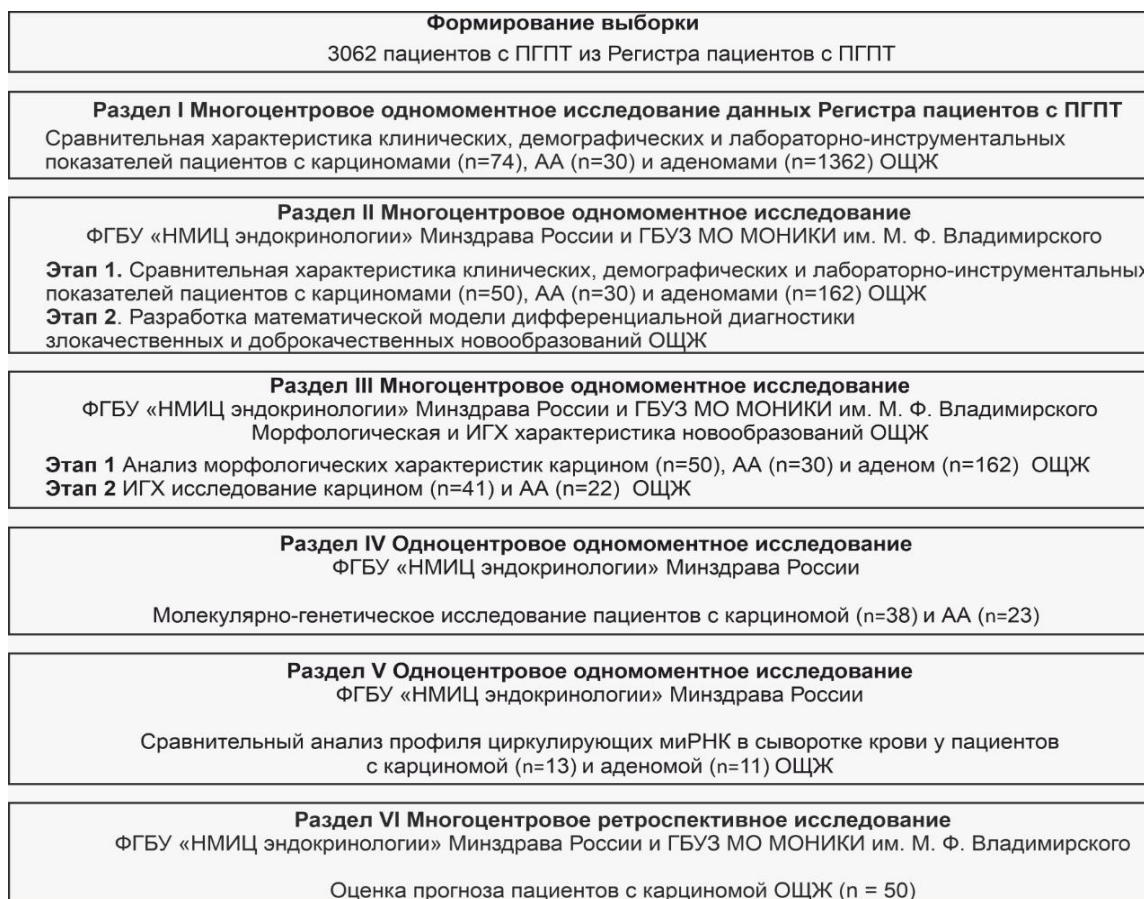 Формирование выборки
3062 пациентов с ПГПТ из Регистра пациентов с ПГПТ
Раздел I Многоцентровое одномоментное исследование данных Регистра пациентов с ПГПТ
Сравнительная характеристика клинических, демографических и лабораторно-инструментальных
показателей пациентов с карциномами (n=74), АА (n=30) и аденомами (n=1362) ОЩЖ
Раздел II Многоцентровое одномоментное исследование
ФГБУ «НМИЦ эндокринологии» Минздрава России и ГБУЗ МО МОНИКИ им. М. Ф. Владимирского
Этап 1. Сравнительная характеристика клинических, демографических и лабораторно-инструментальных
показателей пациентов с карциномами (n=50), АА (n=30) и аденомами (n=162) ОЩЖ
Этап 2. Разработка математической модели дифференциальной диагностики
злокачественных и доброкачественных новообразований ОЩЖ
Раздел III Многоцентровое одномоментное исследование
ФГБУ «НМИЦ эндокринологии» Минздрава России и ГБУЗ МО МОНИКИ им. М. Ф. Владимирского
Морфологическая и ИГХ характеристика новообразований ОЩЖ
Этап 1 Анализ морфологических характеристик карцином (n=50), АА (n=30) и аденом (n=162) ОЩЖ
Этап 2 ИГХ исследование карцином (n=41) и АА (n=22) ОЩЖ
Раздел IV Одноцентровое одномоментное исследование
ФГБУ «НМИЦ эндокринологии» Минздрава России
Молекулярно-генетическое исследование пациентов с карциномой (n=38) и АА (n=23)
Раздел V Одноцентровое одномоментное исследование
ФГБУ «НМИЦ эндокринологии» Минздрава России
Сравнительный анализ профиля циркулирующих миРНК в сыворотке крови у пациентов
с карциномой (n=13) и аденомой (n=11) ОЩЖ
Раздел VI Многоцентровое ретроспективное исследование
ФГБУ «НМИЦ эндокринологии» Минздрава России и ГБУЗ МО МОНИКИ им. М. Ф. Владимирского
Оценка прогноза пациентов с карциномой ОЩЖ (n = 50)